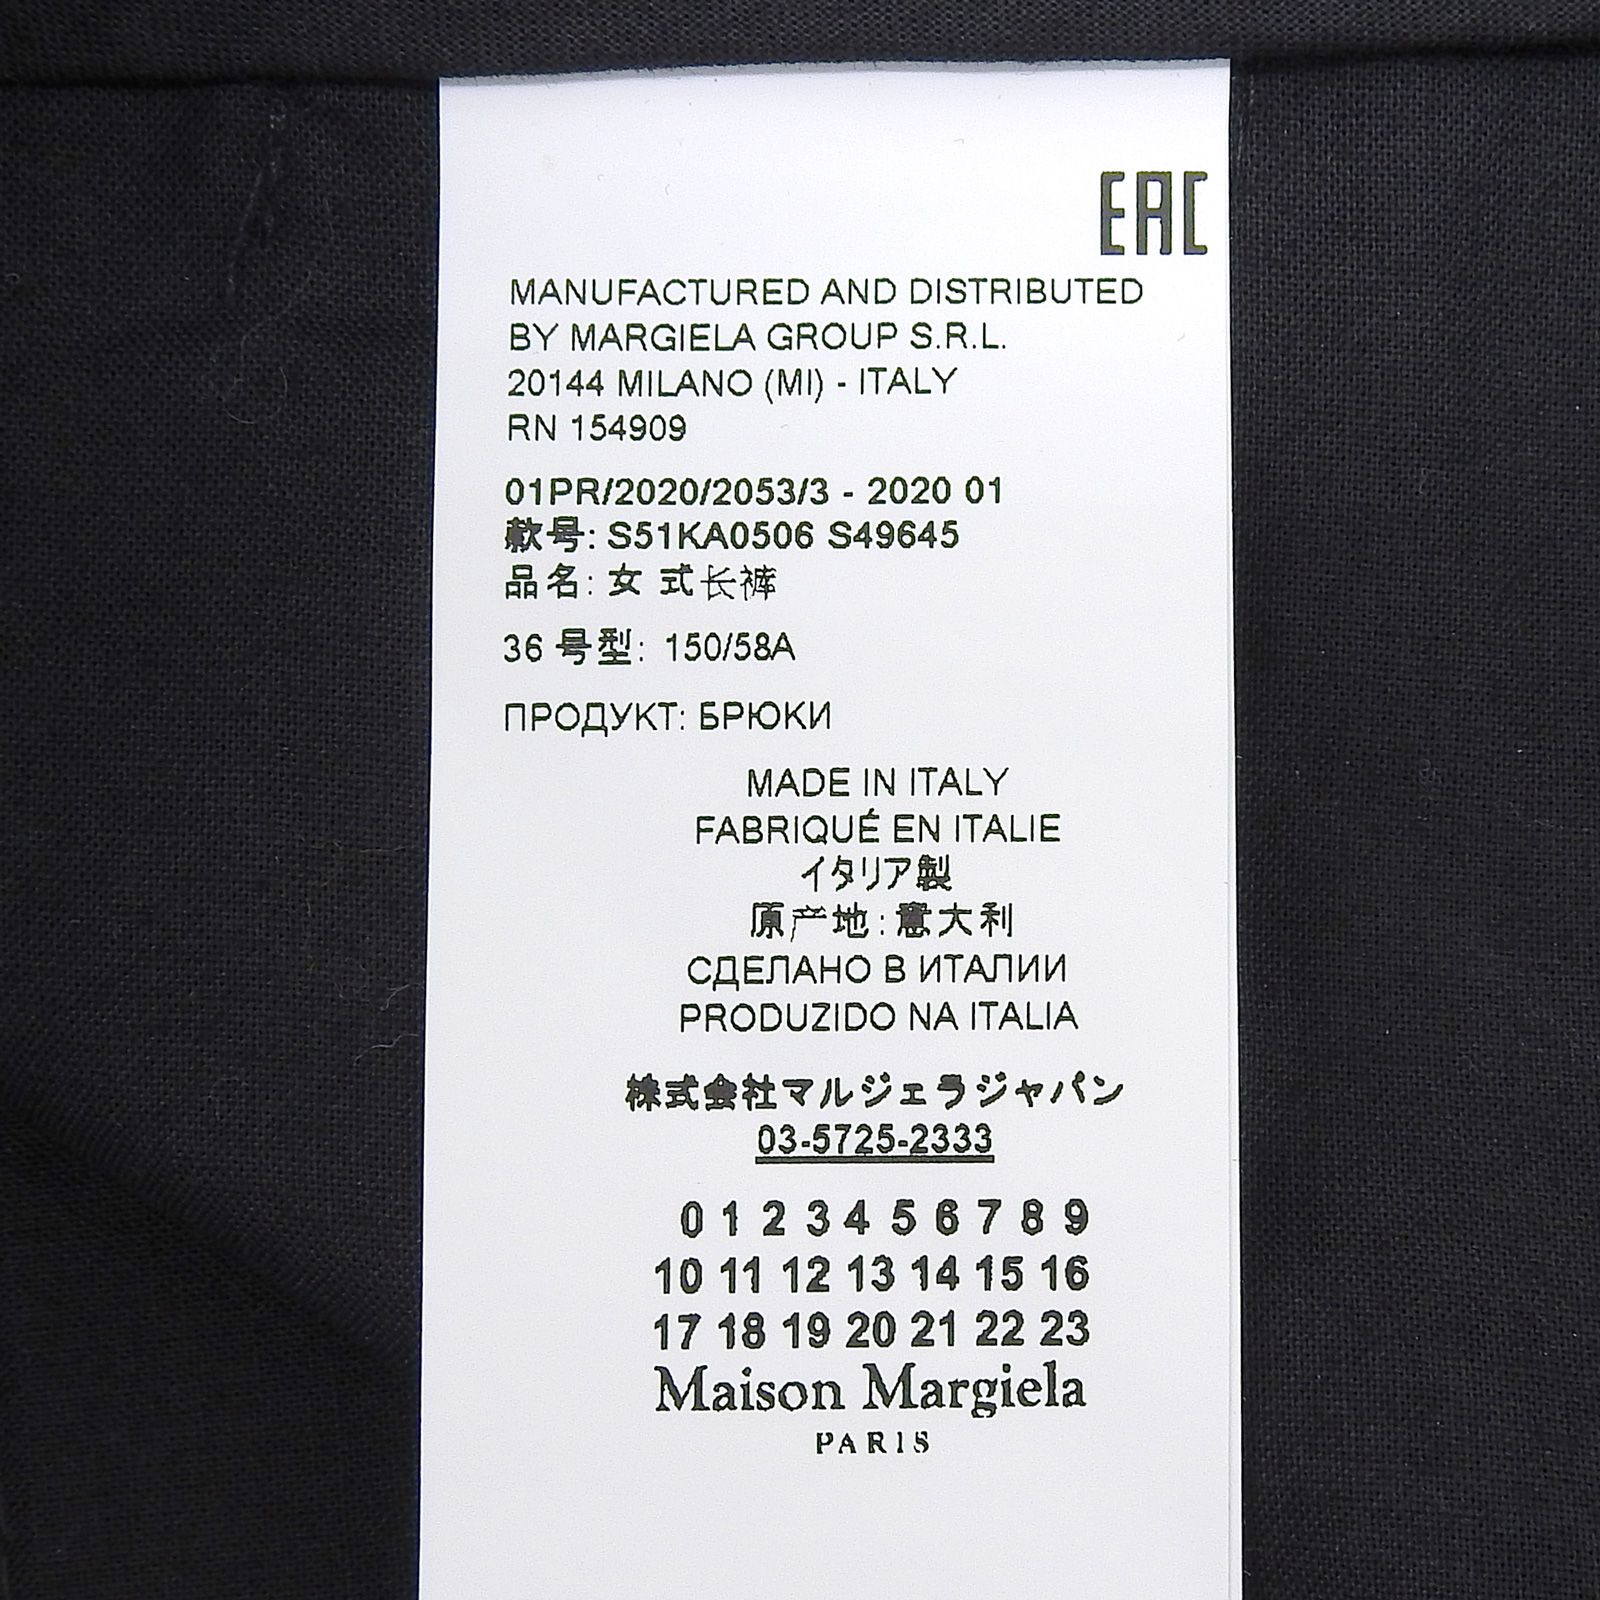 EAC
MANUFACTURED AND DISTRIBUTED
BY MARGIELA GROUP S.R.L.
20144 MILANO (MI) - ITALY
RN 154909
01PR/2020/2053/3 - 2020 01
款号: S51KA0506 S49645
品名: 女 式长裤
36 号型: 150/58A
ПРОДУКТ: БРЮКИ
MADE IN ITALY
FABRIQUÉ EN ITALIE
イタリア製
原产地: 意大利
СДЕЛАНО В ИТАЛИИ
PRODUZIDO NA ITALIA
株式会社マルジェラジャパン
03-5725-2333
0 1 2 3 4 5 6 7 8 9
10 11 12 13 14 15 16
17 18 19 20 21 22 23
Maison Margiela
PARIS